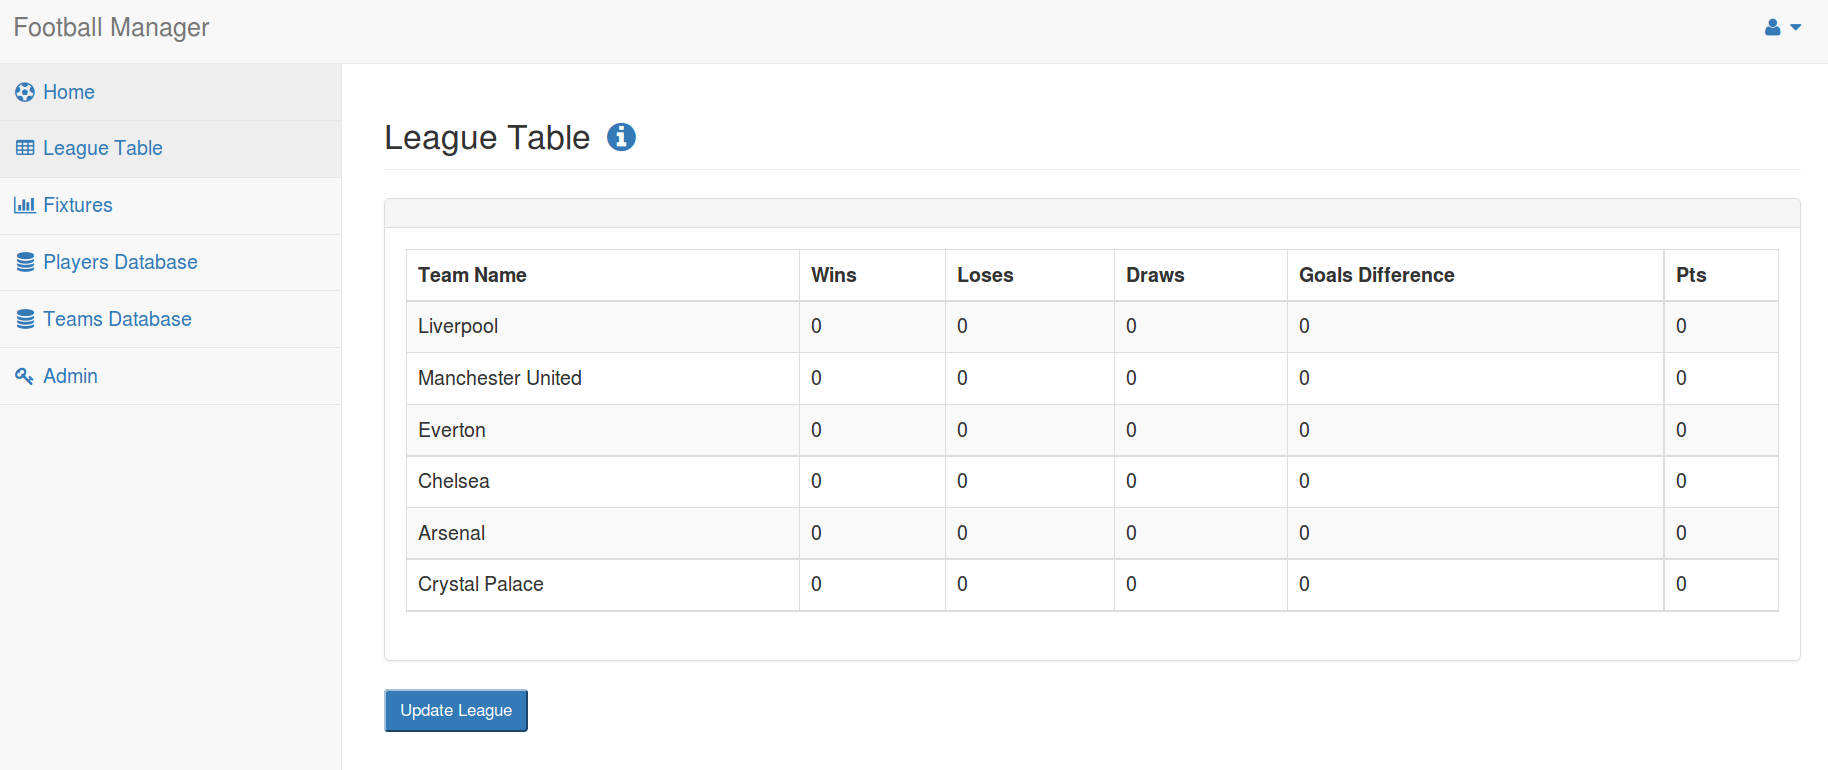 Football Manager
Home
League Table
Fixtures
Players Database
Teams Database
Admin
League Table
Team Name Wins Loses Draws Goals Difference Pts
Liverpool 0 0 0 0 0
Manchester United 0 0 0 0 0
Everton 0 0 0 0 0
Chelsea 0 0 0 0 0
Arsenal 0 0 0 0 0
Crystal Palace 0 0 0 0 0
Update League